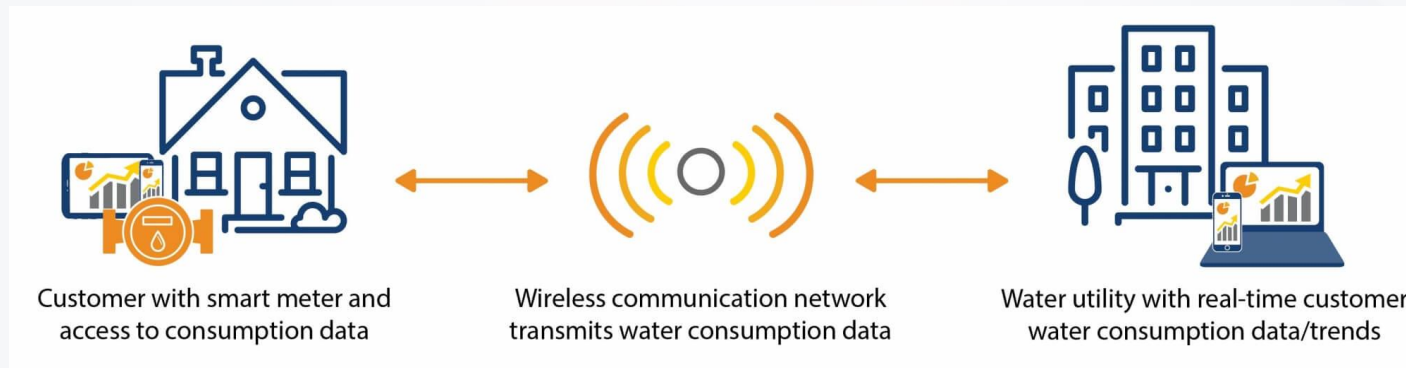 Customer with smart meter and
access to consumption data
Wireless communication network
transmits water consumption data
Water utility with real-time customer
water consumption data/trends